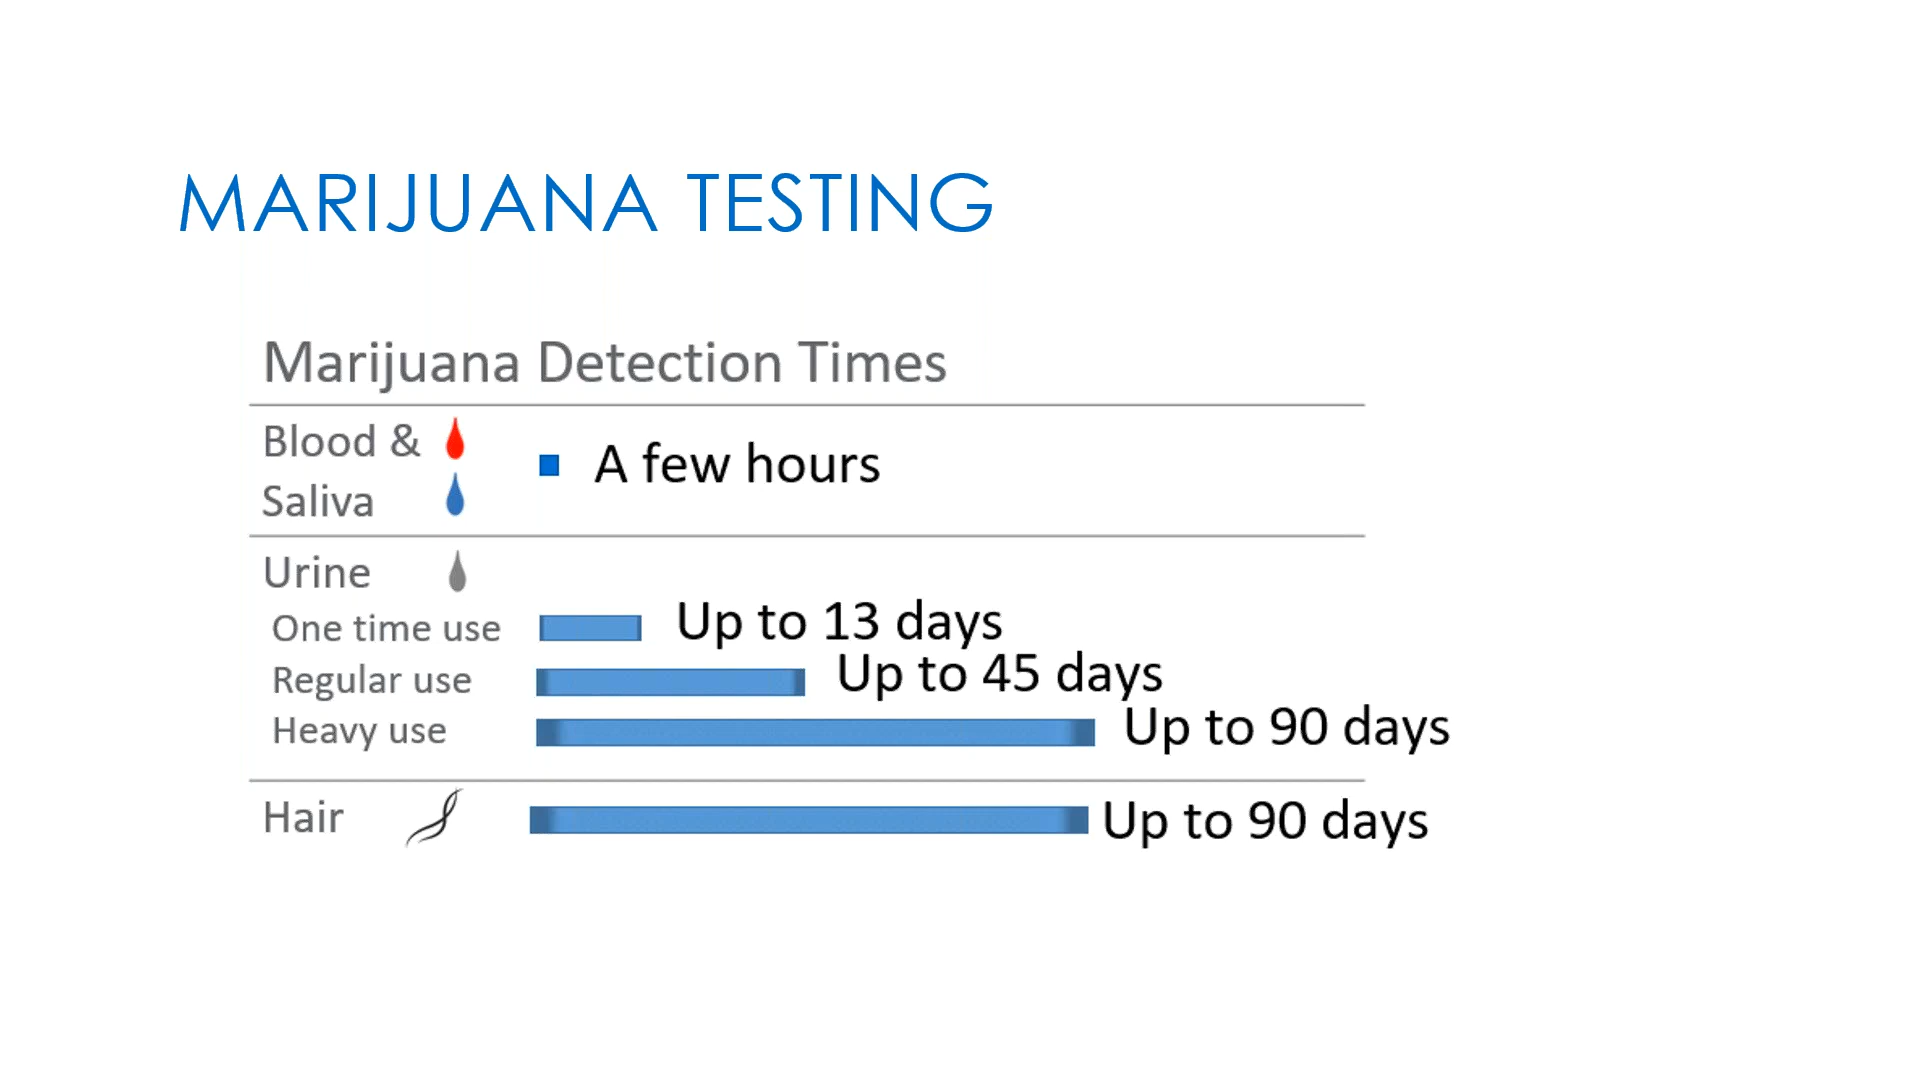 MARIJUANA TESTING
Marijuana Detection Times
Blood &
Saliva
A few hours
Urine
One time use Up to 13 days
Regular use Up to 45 days
Heavy use Up to 90 days
Hair Up to 90 days